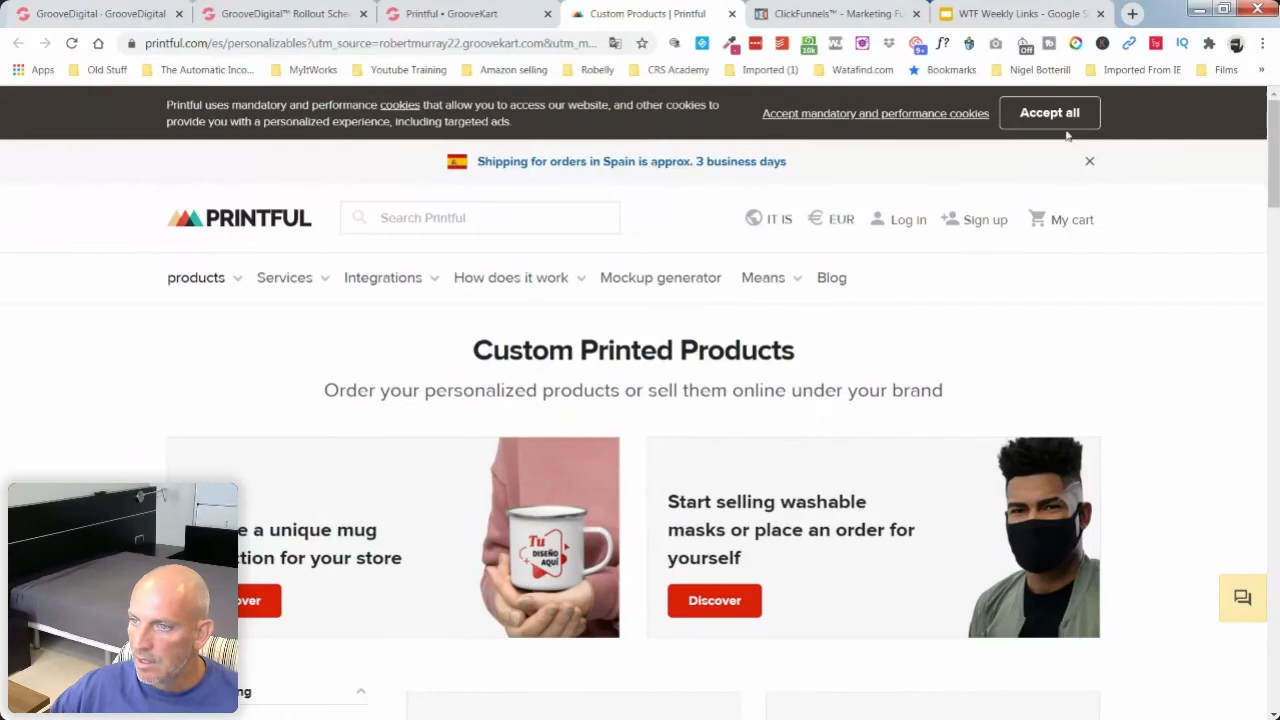 GrooveDigital · GrooveDigital
GrooveDigital™ Rollout Sche
Printful • GrooveKart
Custom Products | Printful
ClickFunnels™ - Marketing Fu
WTF Weekly Links - Google S
printful.com/es/personalizables?utm_source=robertmurray22.groovekart.com&utm_m...
Apps
Old Stuff
The Automatic Inco...
MyItWorks
Youtube Training
Amazon selling
Robelly
CRS Academy
Imported (1)
Watafind.com
Bookmarks
Nigel Botterill
Imported From IE
Films
Printful uses mandatory and performance cookies that allow you to access our website, and other cookies to
provide you with a personalized experience, including targeted ads.
Accept mandatory and performance cookies
Accept all
Shipping for orders in Spain is approx. 3 business days
PRINTFUL
Search Printful
IT IS
EUR
Log in
Sign up
My cart
products
Services
Integrations
How does it work
Mockup generator
Means
Blog
Custom Printed Products
Order your personalized products or sell them online under your brand
e a unique mug
ction for your store
over
Tu
DISEÑO
AQUÍ
Start selling washable
masks or place an order for
yourself
Discover
ng